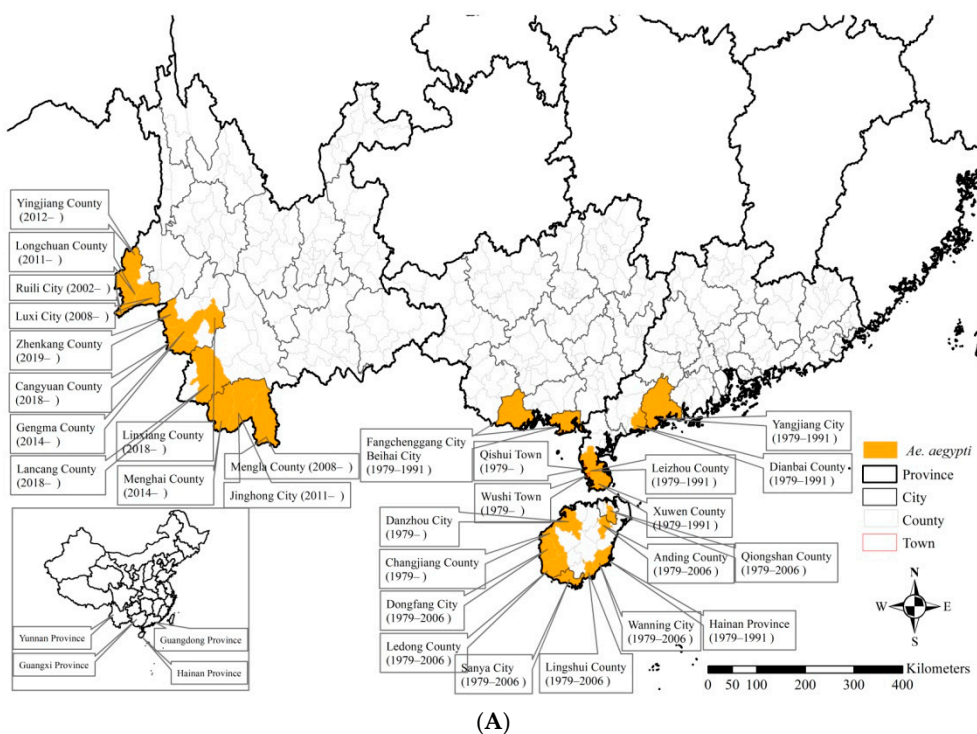 Yingjiang County
(2012– )
Longchuan County
(2011– )
Ruili City (2002– )
Luxi City (2008– )
Zhenkang County
(2019– )
Cangyuan County
(2018– )
Gengma County
(2014– )
Lancang County
(2018– )
Linxiang County
(2018– )
Menghai County
(2014– )
Mengla County (2008– )
Jinghong City (2011– )
Fangchenggang City
Beihai City
(1979–1991)
Qishui Town
(1979– )
Wushi Town
(1979– )
Danzhou City
(1979– )
Changjiang County
(1979– )
Dongfang City
(1979–2006)
Ledong County
(1979–2006)
Sanya City
(1979–2006)
Lingshui County
(1979–2006)
Wanning City
(1979–2006)
Hainan Province
(1979–1991)
Anding County
(1979–2006)
Qiongshan County
(1979–2006)
Xuwen County
(1979–1991)
Leizhou County
(1979–1991)
Dianbai County
(1979–1991)
Yangjiang City
(1979–1991)
Ae. aegypti
Province
City
County
Town
N
W E
S
Kilometers
0 50 100 200 300 400
Yunnan Province
Guangxi Province
Guangdong Province
Hainan Province
(A)